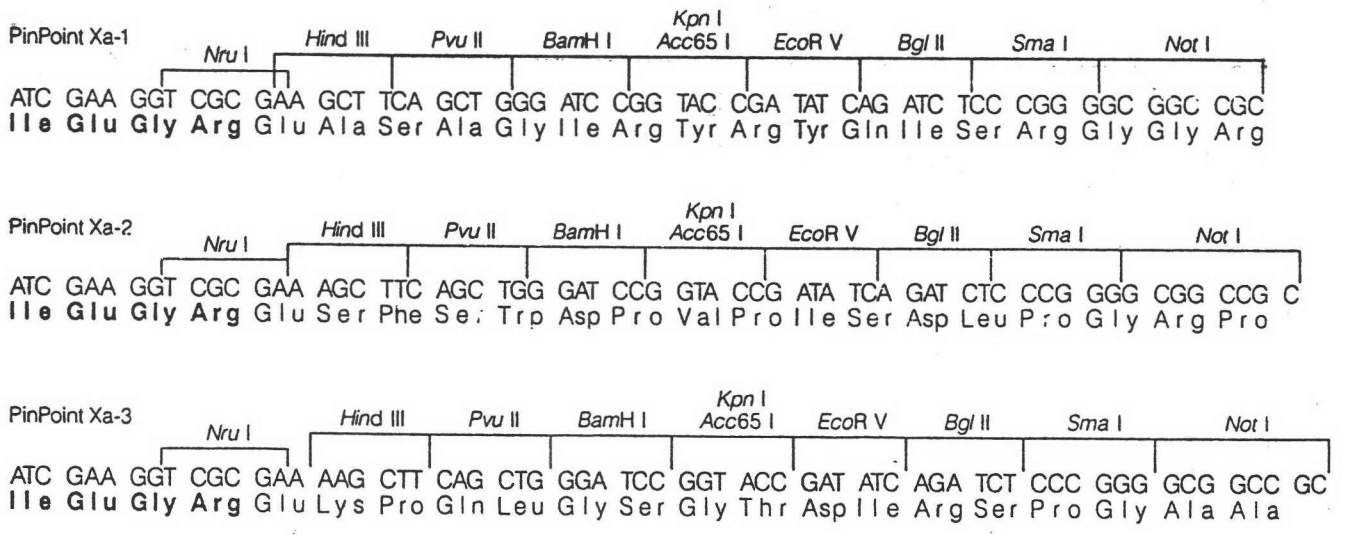 PinPoint Xa-1
Kpn I
Nru I Hind III Pvu II BamH I Acc65 I EcoR V Bgl II Sma I Not I
ATC GAA GGT CGC GAA GCT TCA GCT GGG ATC CGG TAC CGA TAT CAG ATC TCC CGG GGC GGC CGC
Ile Glu Gly Arg Glu Ala Ser Ala Gly Ile Arg Tyr Arg Tyr Gln Ile Ser Arg Gly Gly Arg
PinPoint Xa-2
Kpn I
Nru I Hind III Pvu II BamH I Acc65 I EcoR V Bgl II Sma I Not I
ATC GAA GGT CGC GAA AGC TTC AGC TGG GAT CCG GTA CCG ATA TCA GAT CTC CCG GGG CGG CCG C
Ile Glu Gly Arg Glu Ser Phe Ser Trp Asp Pro Val Pro Ile Ser Asp Leu Pro Gly Arg Pro
PinPoint Xa-3
Kpn I
Nru I Hind III Pvu II BamH I Acc65 I EcoR V Bgl II Sma I Not I
ATC GAA GGT CGC GAA AAG CTT CAG CTG GGA TCC GGT ACC GAT ATC AGA TCT CCC GGG GCG GCC GC
Ile Glu Gly Arg Glu Lys Pro Gln Leu Gly Ser Gly Thr Asp Ile Arg Ser Pro Gly Ala Ala